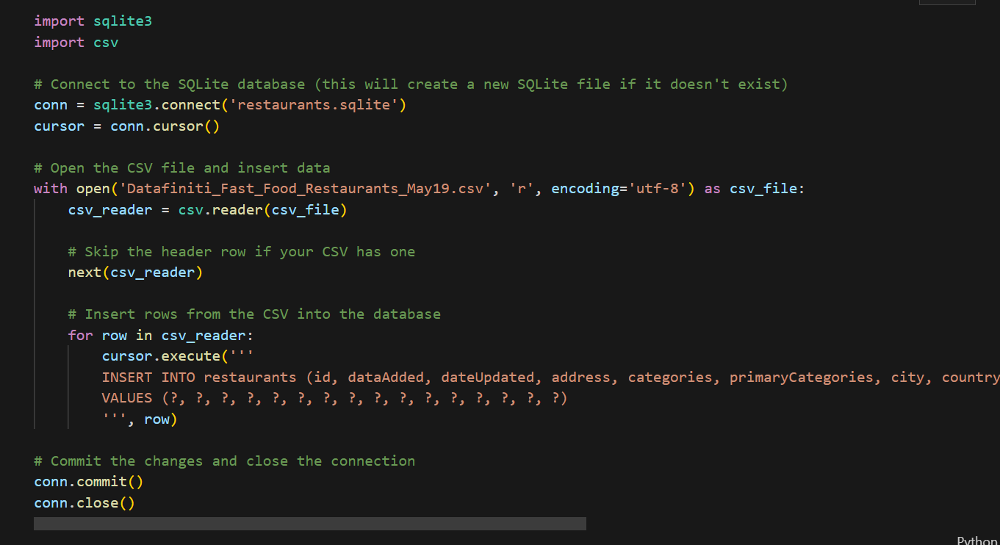 import sqlite3
import csv
# Connect to the SQLite database (this will create a new SQLite file if it doesn't exist)
conn = sqlite3.connect('restaurants.sqlite')
cursor = conn.cursor()
# Open the CSV file and insert data
with open('Datafiniti_Fast_Food_Restaurants_May19.csv', 'r', encoding='utf-8') as csv_file:
    csv_reader = csv.reader(csv_file)
    # Skip the header row if your CSV has one
    next(csv_reader)
    # Insert rows from the CSV into the database
    for row in csv_reader:
        cursor.execute('''
        INSERT INTO restaurants (id, dataAdded, dateUpdated, address, categories, primaryCategories, city, country
        VALUES (?, ?, ?, ?, ?, ?, ?, ?, ?, ?, ?, ?, ?, ?, ?, ?)
        ''', row)
# Commit the changes and close the connection
conn.commit()
conn.close()
Python